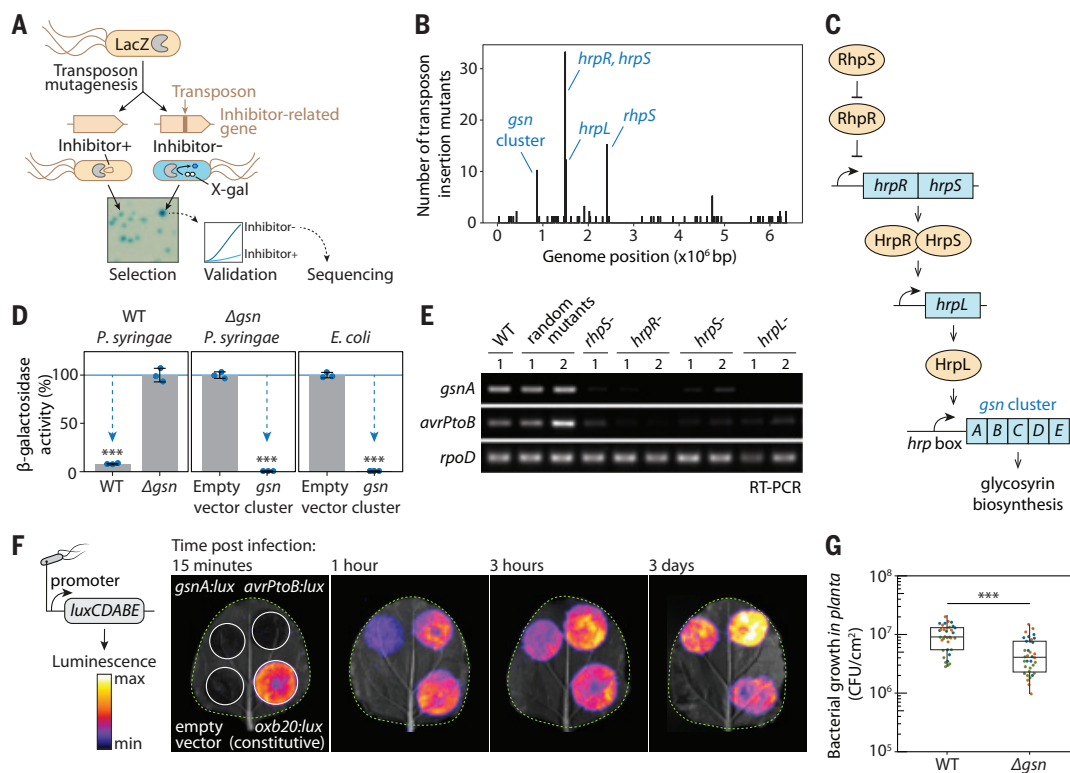 A
LacZ
Transposon
mutagenesis
Transposon
Inhibitor-related
gene
Inhibitor+
Inhibitor-
X-gal
Inhibitor-
Inhibitor+
Selection
Validation
Sequencing
B
Number of transposon
insertion mutants
30
20
10
0
hrpR, hrpS
gsn
cluster
hrpL
rhpS
0 1 2 3 4 5 6
Genome position (x10⁶ bp)
C
RhpS
RhpR
hrpR hrpS
HrpR HrpS
hrpL
HrpL
gsn cluster
hrp box
A B C D E
glycosyrin
biosynthesis
D
WT
P. syringae
Δgsn
P. syringae
E. coli
β-galactosidase
activity (%)
100
50
0
*** *** ***
WT Δgsn
Empty
vector
gsn
cluster
Empty
vector
gsn
cluster
E
WT
random
mutants
rhpS-
hrpR-
hrpS-
hrpL-
1 1 2 1 1 2 1 2 1 2
gsnA
avrPtoB
rpoD
RT-PCR
F
promoter
luxCDABE
Luminescence
max
min
Time post infection:
15 minutes
1 hour
3 hours
3 days
gsnA:lux avrPtoB:lux
empty
vector
oxb20:lux
(constitutive)
G
Bacterial growth in planta
(CFU/cm²)
10⁸
10⁷
10⁶
10⁵
***
WT Δgsn